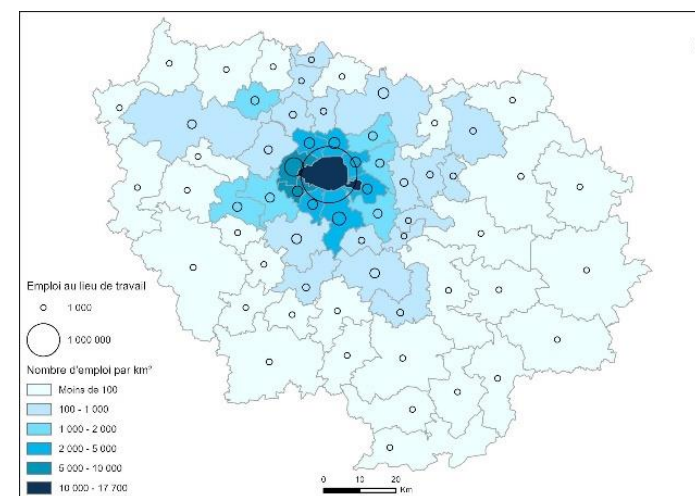 Emploi au lieu de travail
1 000
1 000 000
Nombre d'emploi par km²
Moins de 100
100 - 1 000
1 000 - 2 000
2 000 - 5 000
5 000 - 10 000
10 000 - 17 700
0 10 20
Km